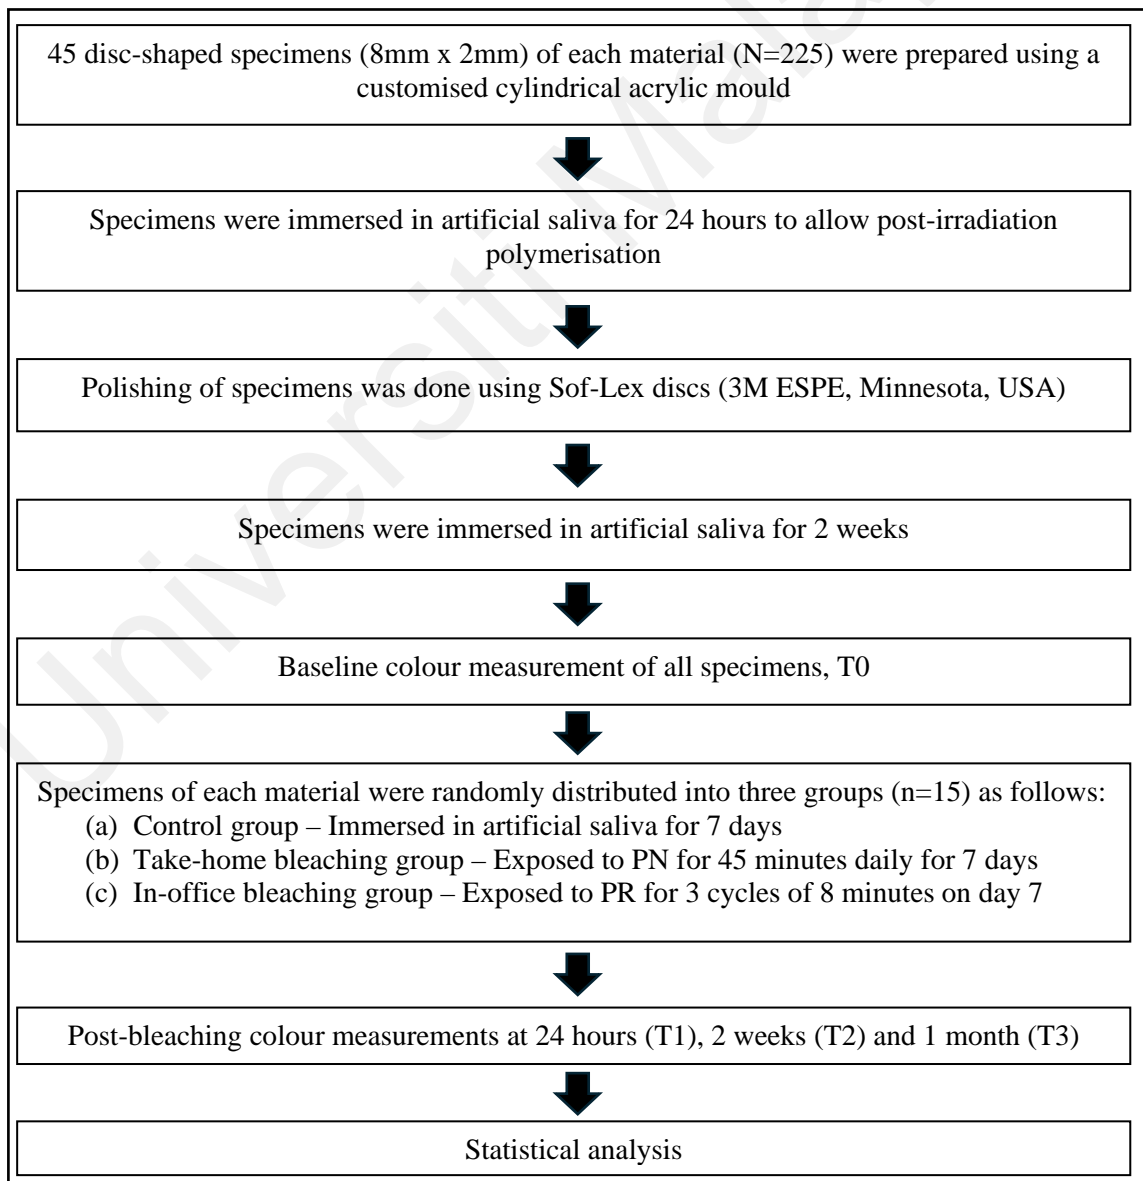 45 disc-shaped specimens (8mm x 2mm) of each material (N=225) were prepared using a
customised cylindrical acrylic mould
Specimens were immersed in artificial saliva for 24 hours to allow post-irradiation
polymerisation
Polishing of specimens was done using Sof-Lex discs (3M ESPE, Minnesota, USA)
Specimens were immersed in artificial saliva for 2 weeks
Baseline colour measurement of all specimens, T0
Specimens of each material were randomly distributed into three groups (n=15) as follows:
(a) Control group – Immersed in artificial saliva for 7 days
(b) Take-home bleaching group – Exposed to PN for 45 minutes daily for 7 days
(c) In-office bleaching group – Exposed to PR for 3 cycles of 8 minutes on day 7
Post-bleaching colour measurements at 24 hours (T1), 2 weeks (T2) and 1 month (T3)
Statistical analysis
Universiti Mala